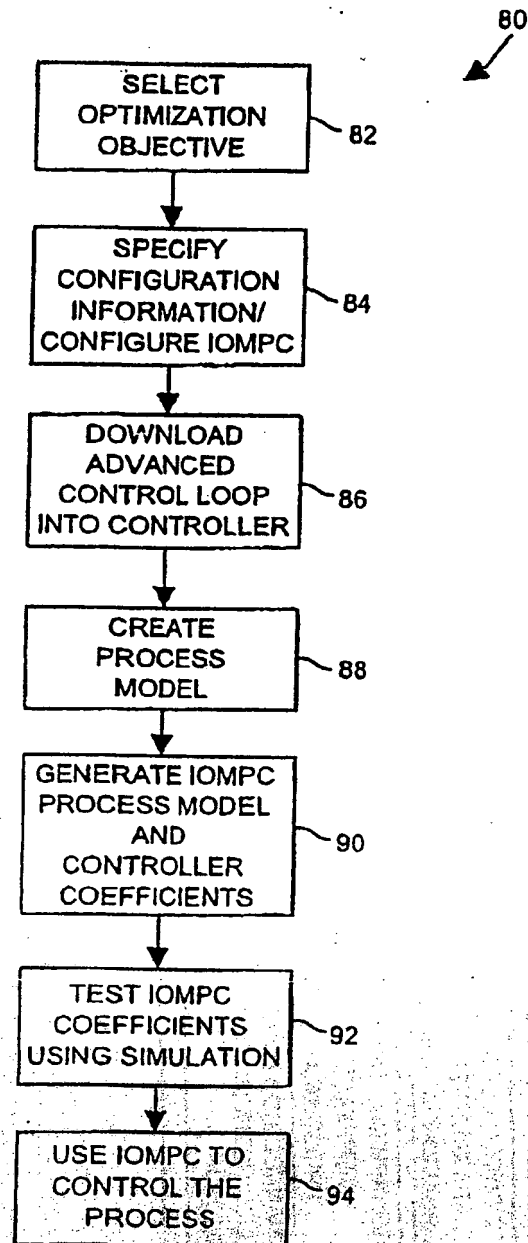 80
SELECT
OPTIMIZATION
OBJECTIVE
82
SPECIFY
CONFIGURATION
INFORMATION/
CONFIGURE IOMPC
84
DOWNLOAD
ADVANCED
CONTROL LOOP
INTO CONTROLLER
86
CREATE
PROCESS
MODEL
88
GENERATE IOMPC
PROCESS MODEL
AND
CONTROLLER
COEFFICIENTS
90
TEST IOMPC
COEFFICIENTS
USING SIMULATION
92
USE IOMPC TO
CONTROL THE
PROCESS
94